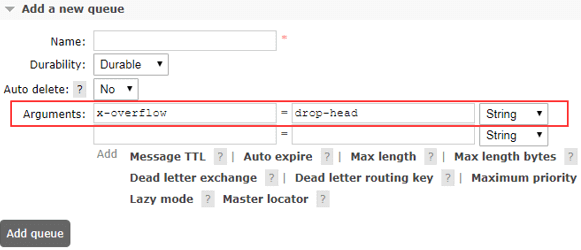 Add a new queue
Name: *
Durability: Durable
Auto delete: ? No
Arguments: x-overflow = drop-head String
= String
Add Message TTL ? | Auto expire ? | Max length ? | Max length bytes ?
Dead letter exchange ? | Dead letter routing key ? | Maximum priority
Lazy mode ? Master locator ?
Add queue